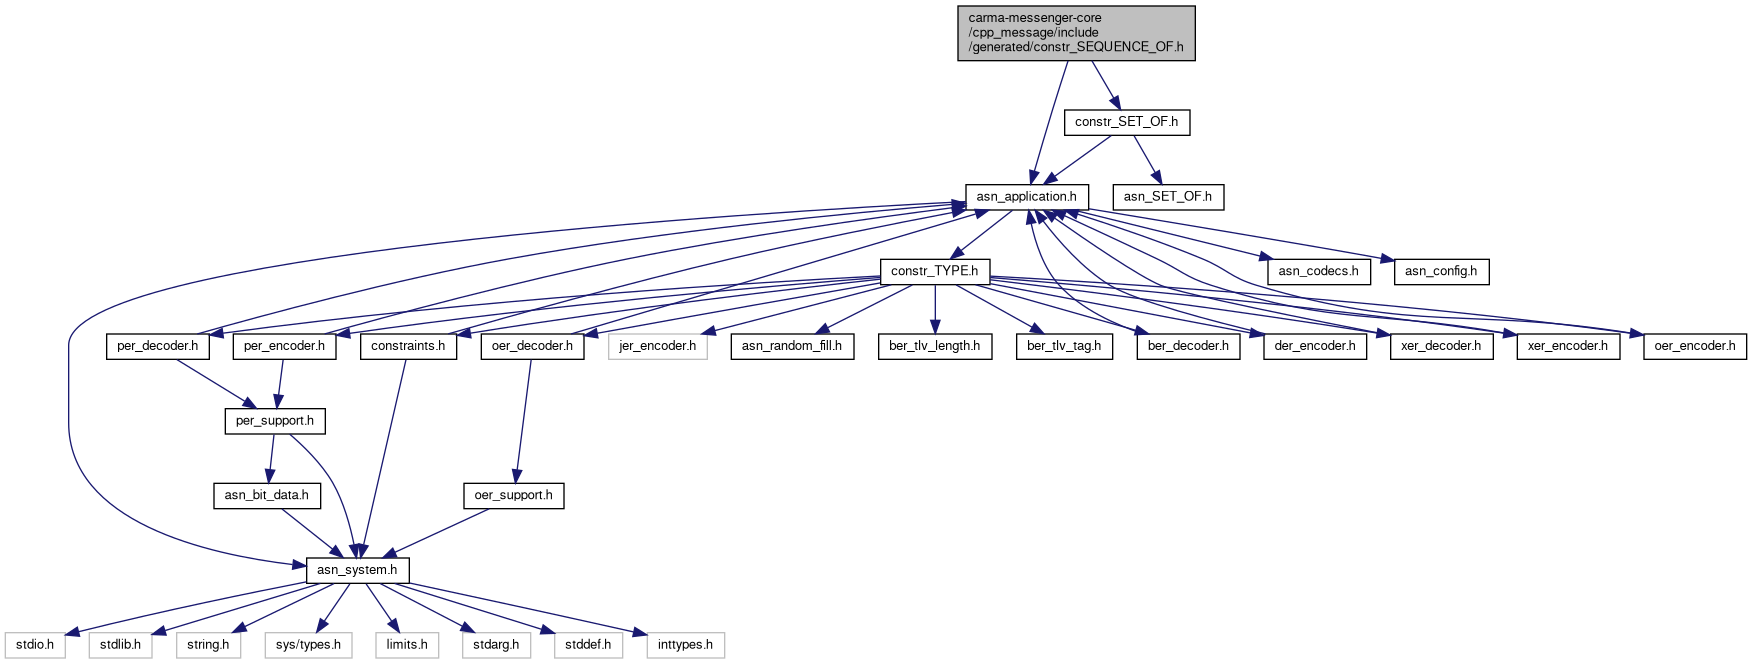 carma-messenger-core
/cpp_message/include
/generated/constr_SEQUENCE_OF.h
constr_SET_OF.h
asn_application.h
asn_SET_OF.h
constr_TYPE.h
asn_codecs.h
asn_config.h
per_decoder.h
per_encoder.h
constraints.h
oer_decoder.h
jer_encoder.h
asn_random_fill.h
ber_tlv_length.h
ber_tlv_tag.h
ber_decoder.h
der_encoder.h
xer_decoder.h
xer_encoder.h
oer_encoder.h
per_support.h
asn_bit_data.h
oer_support.h
asn_system.h
stdio.h
stdlib.h
string.h
sys/types.h
limits.h
stdarg.h
stddef.h
inttypes.h